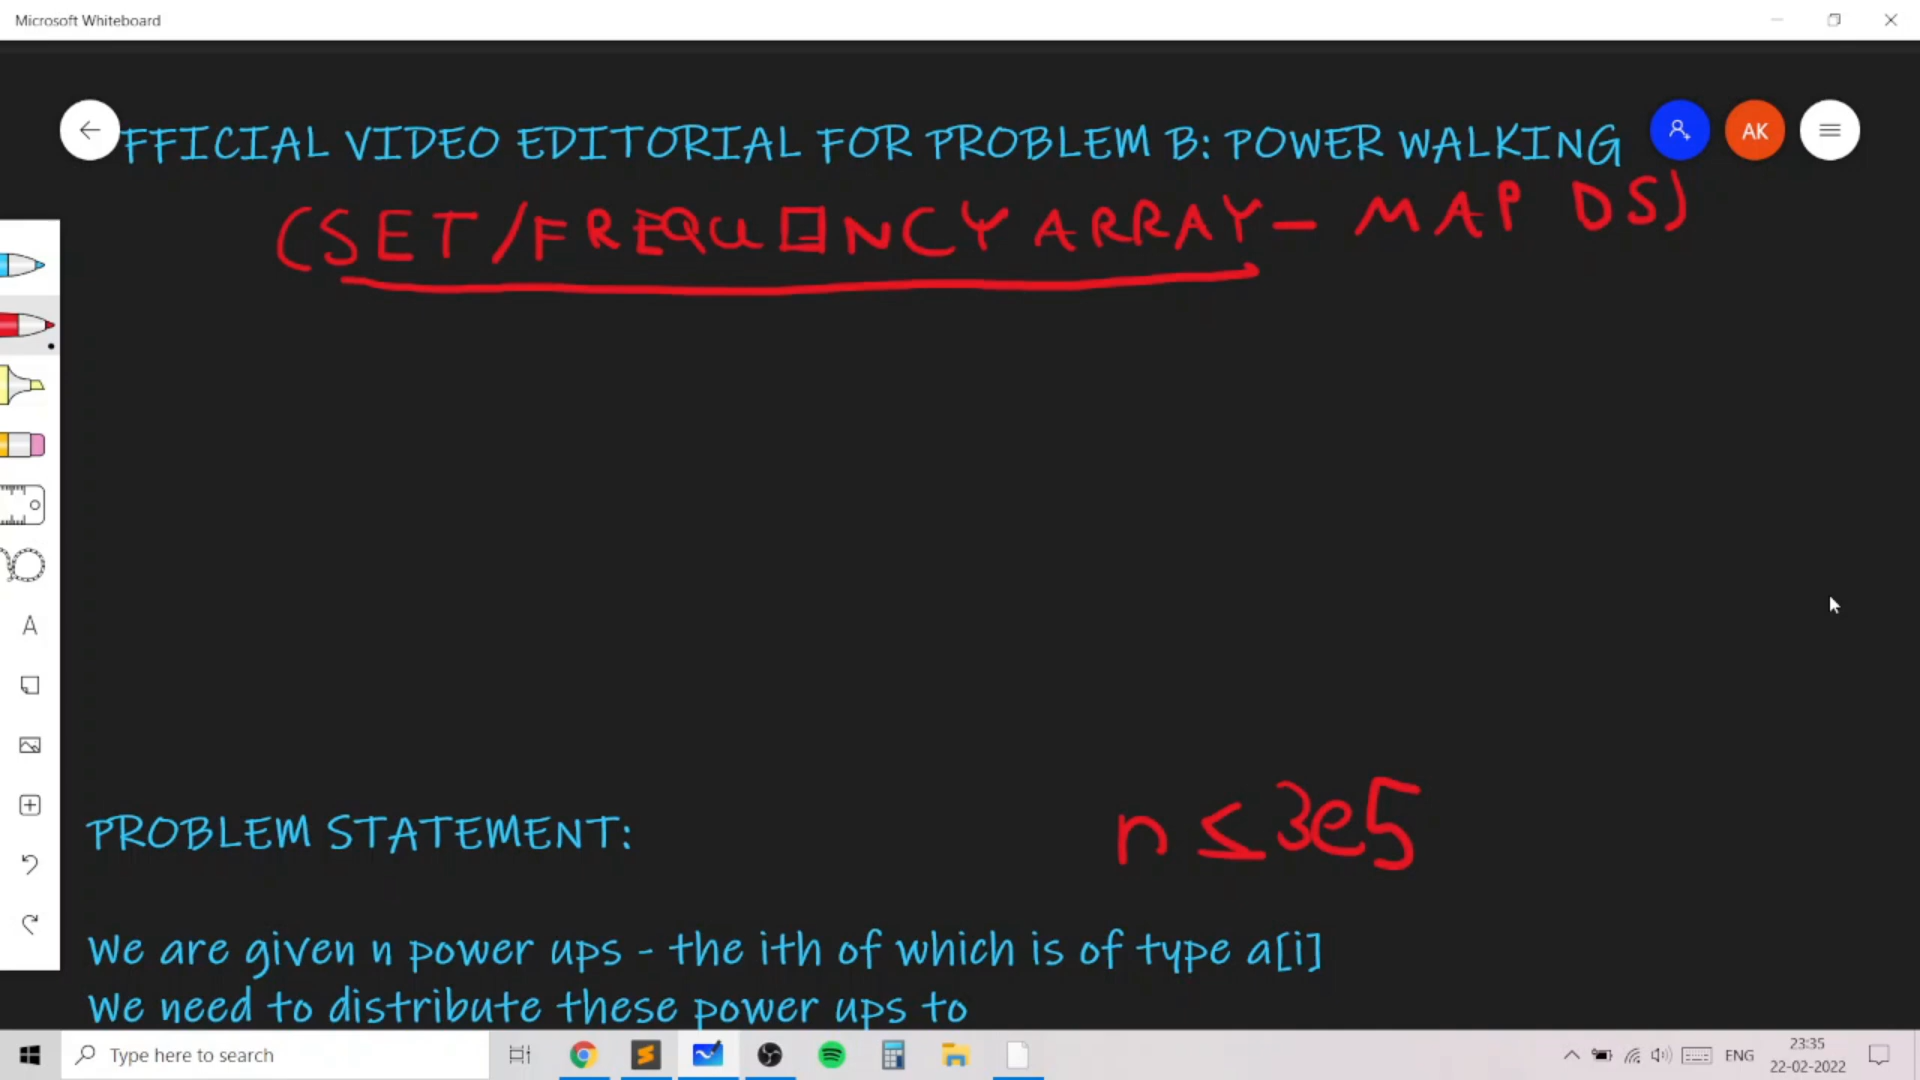 Microsoft Whiteboard
FFICIAL VIDEO EDITORIAL FOR PROBLEM B: POWER WALKING
AK
(SET/FREQUENCY ARRAY - MAP DS)
A
n ≤ 3e5
PROBLEM STATEMENT:
We are given n power ups - the ith of which is of type a[i]
We need to distribute these power ups to
Type here to search
ENG
23:35
22-02-2022